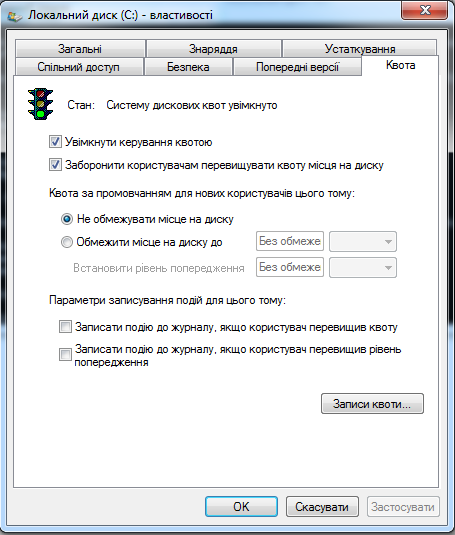 Локальний диск (C:) - властивості
Загальні Знаряддя Устаткування
Спільний доступ Безпека Попередні версії Квота
Стан: Систему дискових квот увімкнуто
Увімкнути керування квотою
Заборонити користувачам перевищувати квоту місця на диску
Квота за промовчанням для нових користувачів цього тому:
Не обмежувати місце на диску
Обмежити місце на диску до Без обмеже
Встановити рівень попередження Без обмеже
Параметри записування подій для цього тому:
Записати подію до журналу, якщо користувач перевищив квоту
Записати подію до журналу, якщо користувач перевищив рівень
попередження
Записи квоти...
OK Скасувати Застосувати